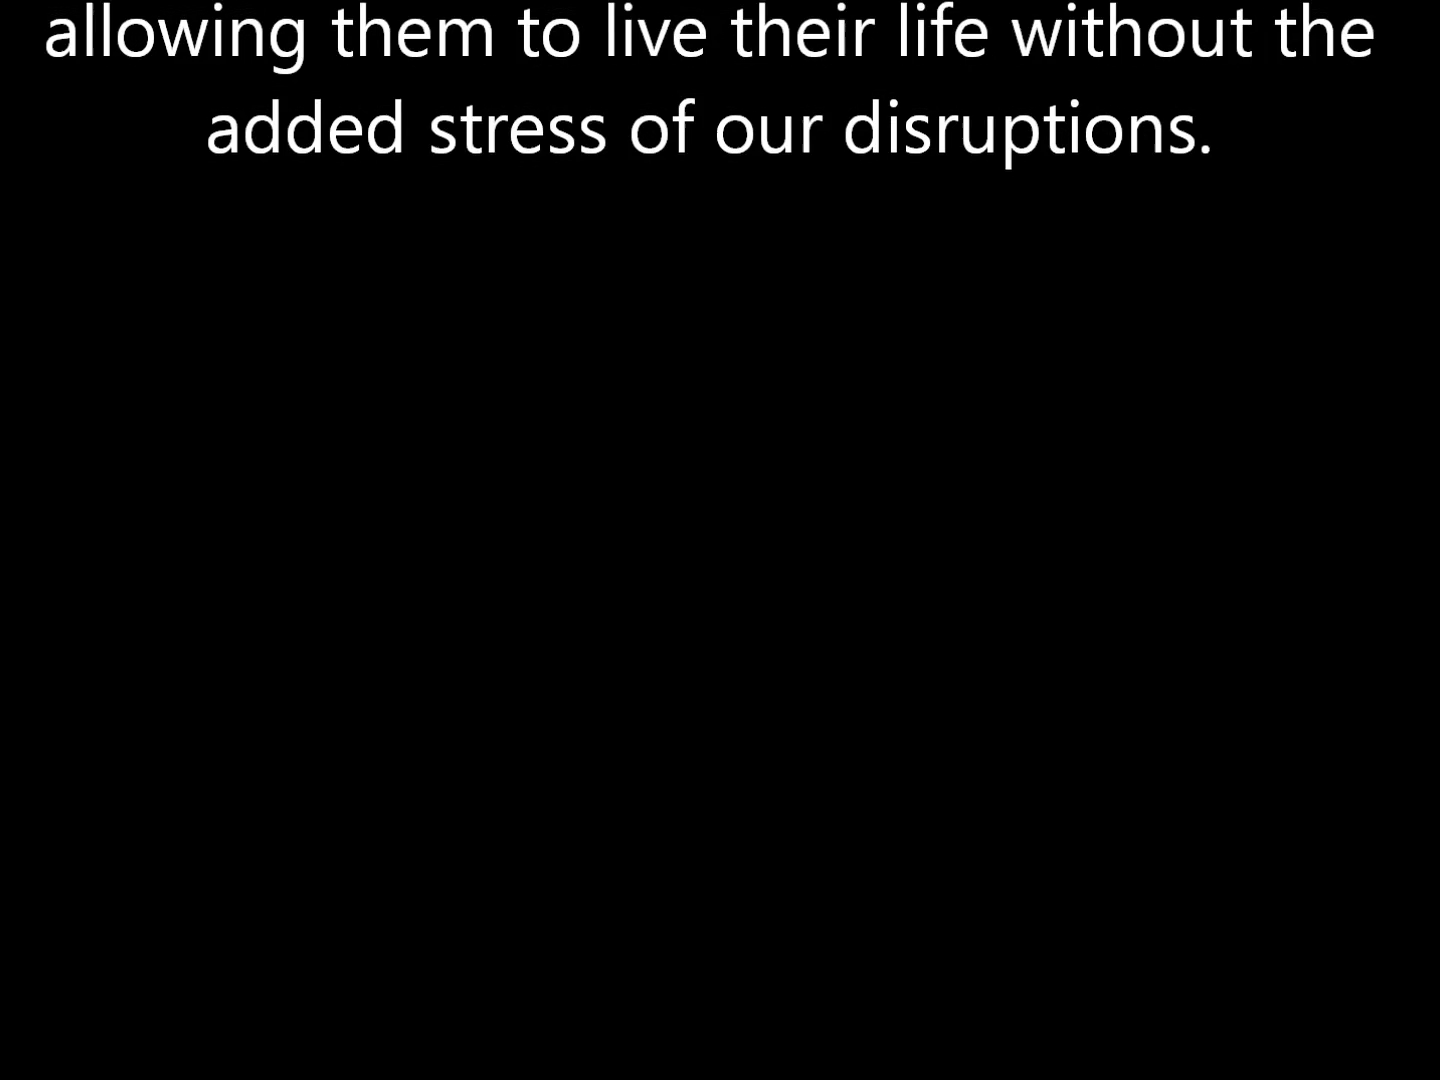 allowing them to live their life without the
added stress of our disruptions.